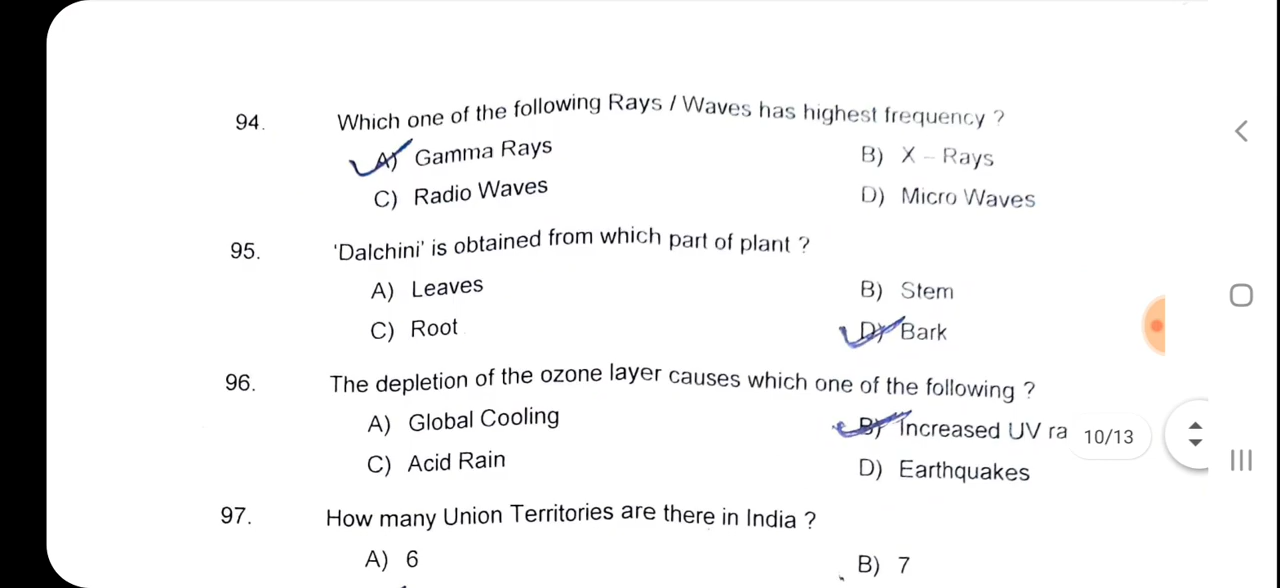 94. Which one of the following Rays / Waves has highest frequency ?
A) Gamma Rays B) X – Rays
C) Radio Waves D) Micro Waves
95. 'Dalchini' is obtained from which part of plant ?
A) Leaves B) Stem
C) Root D) Bark
96. The depletion of the ozone layer causes which one of the following ?
A) Global Cooling B) Increased UV ra
10/13
C) Acid Rain D) Earthquakes
97. How many Union Territories are there in India ?
A) 6 B) 7